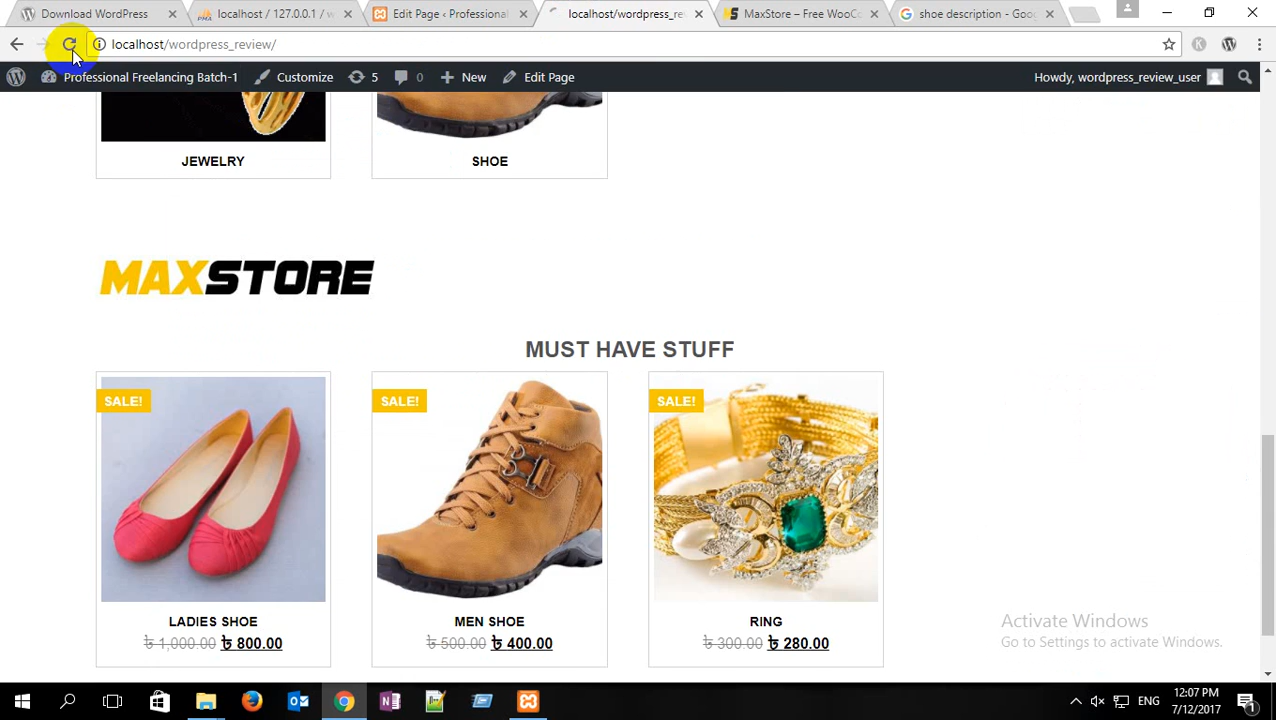 Download WordPress
localhost / 127.0.0.1 / w
Edit Page ‹ Professional
localhost/wordpress_rev
MaxStore – Free WooCo
shoe description - Goog
localhost/wordpress_review/
Professional Freelancing Batch-1
Customize
5
0
New
Edit Page
Howdy, wordpress_review_user
JEWELRY
SHOE
MAXSTORE
MUST HAVE STUFF
SALE!
SALE!
SALE!
LADIES SHOE
MEN SHOE
RING
৳ 1,000.00 ৳ 800.00
৳ 500.00 ৳ 400.00
৳ 300.00 ৳ 280.00
Activate Windows
Go to Settings to activate Windows.
ENG
12:07 PM
7/12/2017